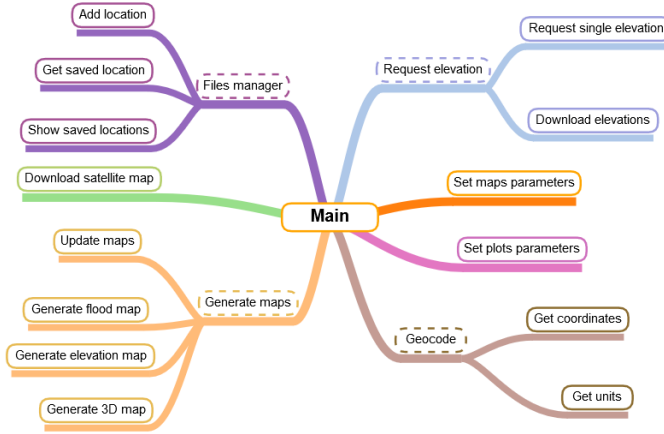 Add location
Get saved location
Files manager
Show saved locations
Download satellite map
Update maps
Generate flood map
Generate maps
Generate elevation map
Generate 3D map
Main
Request single elevation
Request elevation
Download elevations
Set maps parameters
Set plots parameters
Get coordinates
Geocode
Get units